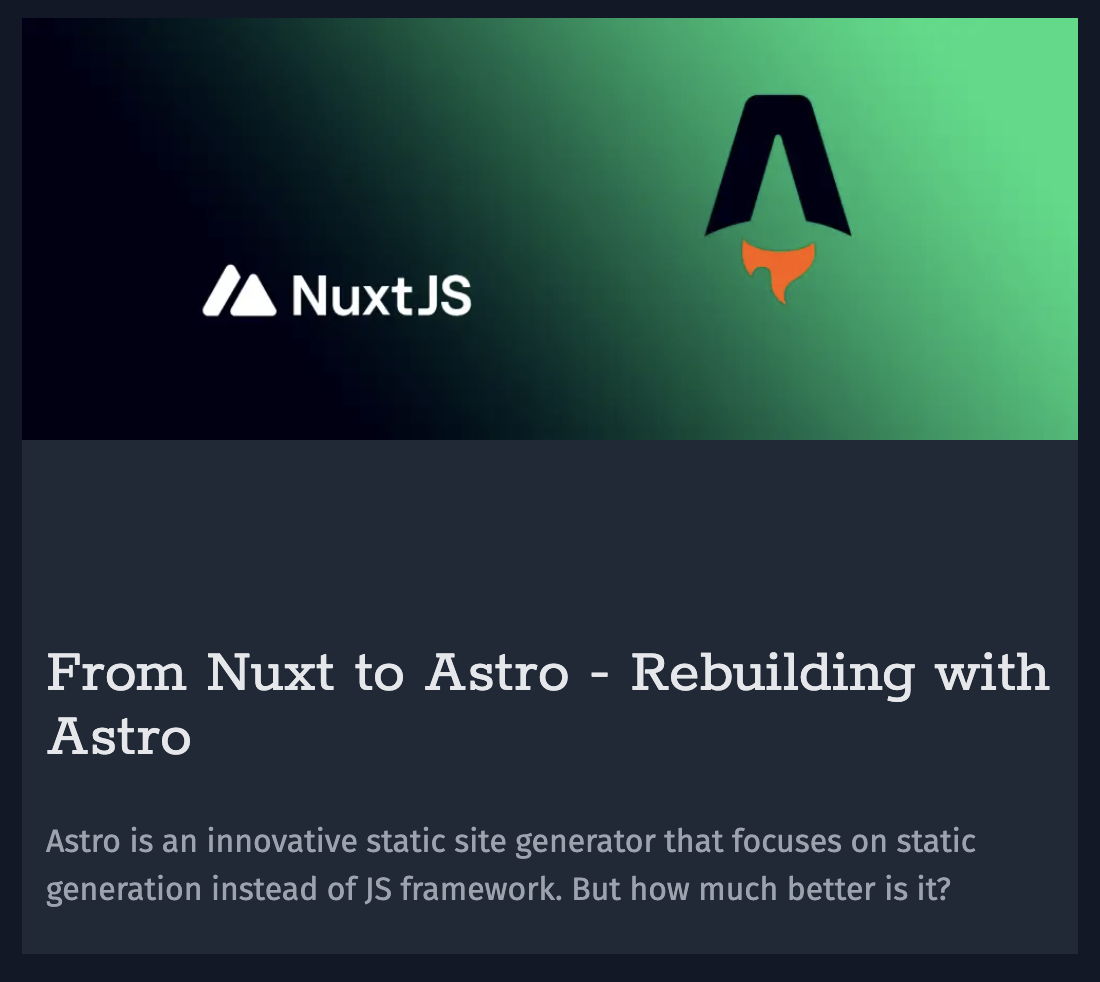 NuxtJS
From Nuxt to Astro - Rebuilding with
Astro
Astro is an innovative static site generator that focuses on static
generation instead of JS framework. But how much better is it?